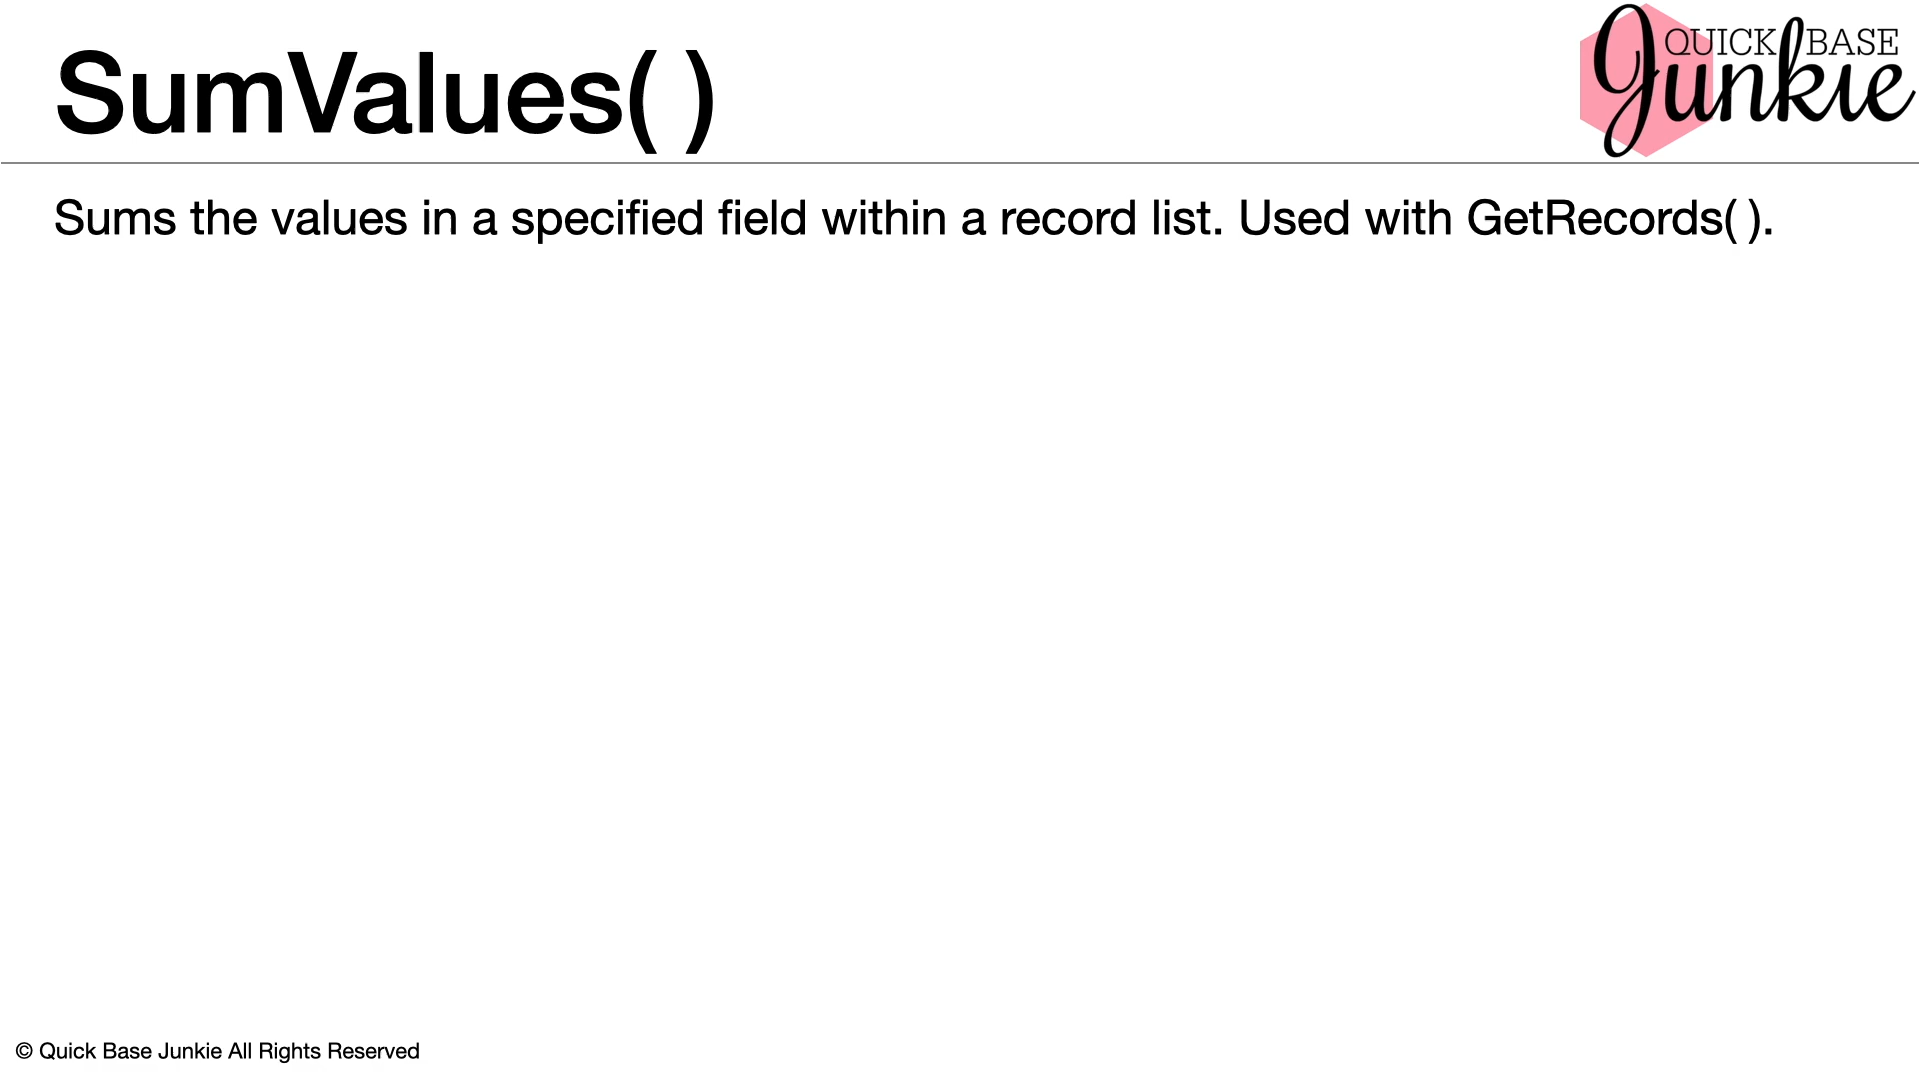 SumValues( )
QUICK BASE
Junkie
Sums the values in a specified field within a record list. Used with GetRecords( ).
© Quick Base Junkie All Rights Reserved